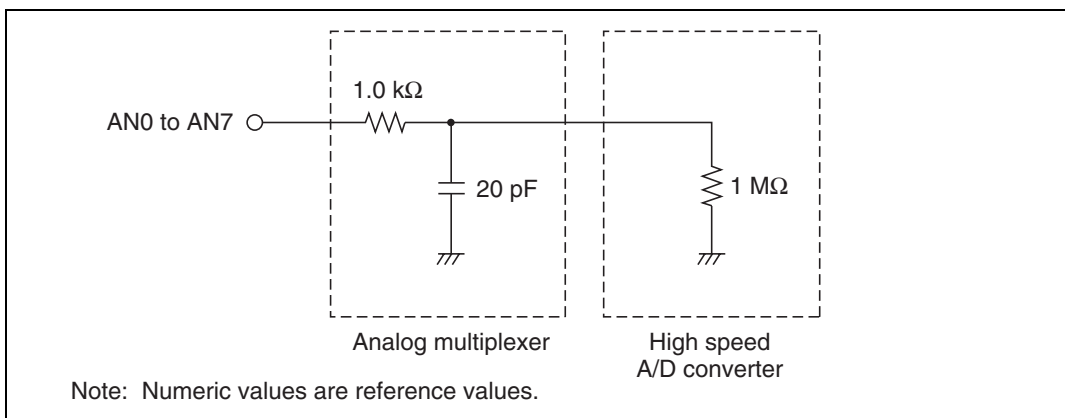 1.0 kΩ
AN0 to AN7
20 pF
1 MΩ
Analog multiplexer
High speed
A/D converter
Note: Numeric values are reference values.